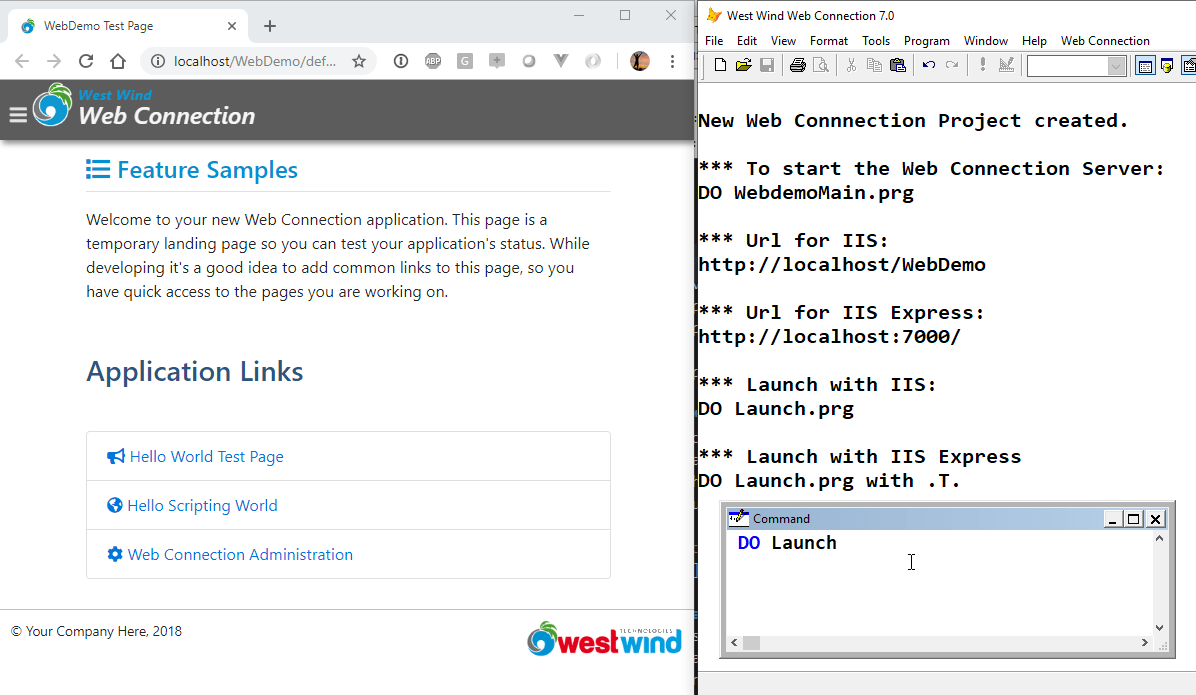 WebDemo Test Page
localhost/WebDemo/def...
ABP
G
West Wind
Web Connection
Feature Samples
Welcome to your new Web Connection application. This page is a
temporary landing page so you can test your application's status. While
developing it's a good idea to add common links to this page, so you
have quick access to the pages you are working on.
Application Links
Hello World Test Page
Hello Scripting World
Web Connection Administration
© Your Company Here, 2018
TECHNOLOGIES
westwind
West Wind Web Connection 7.0
File Edit View Format Tools Program Window Help Web Connection
New Web Connnection Project created.
*** To start the Web Connection Server:
DO WebdemoMain.prg
*** Url for IIS:
http://localhost/WebDemo
*** Url for IIS Express:
http://localhost:7000/
*** Launch with IIS:
DO Launch.prg
*** Launch with IIS Express
DO Launch.prg with .T.
Command
DO Launch